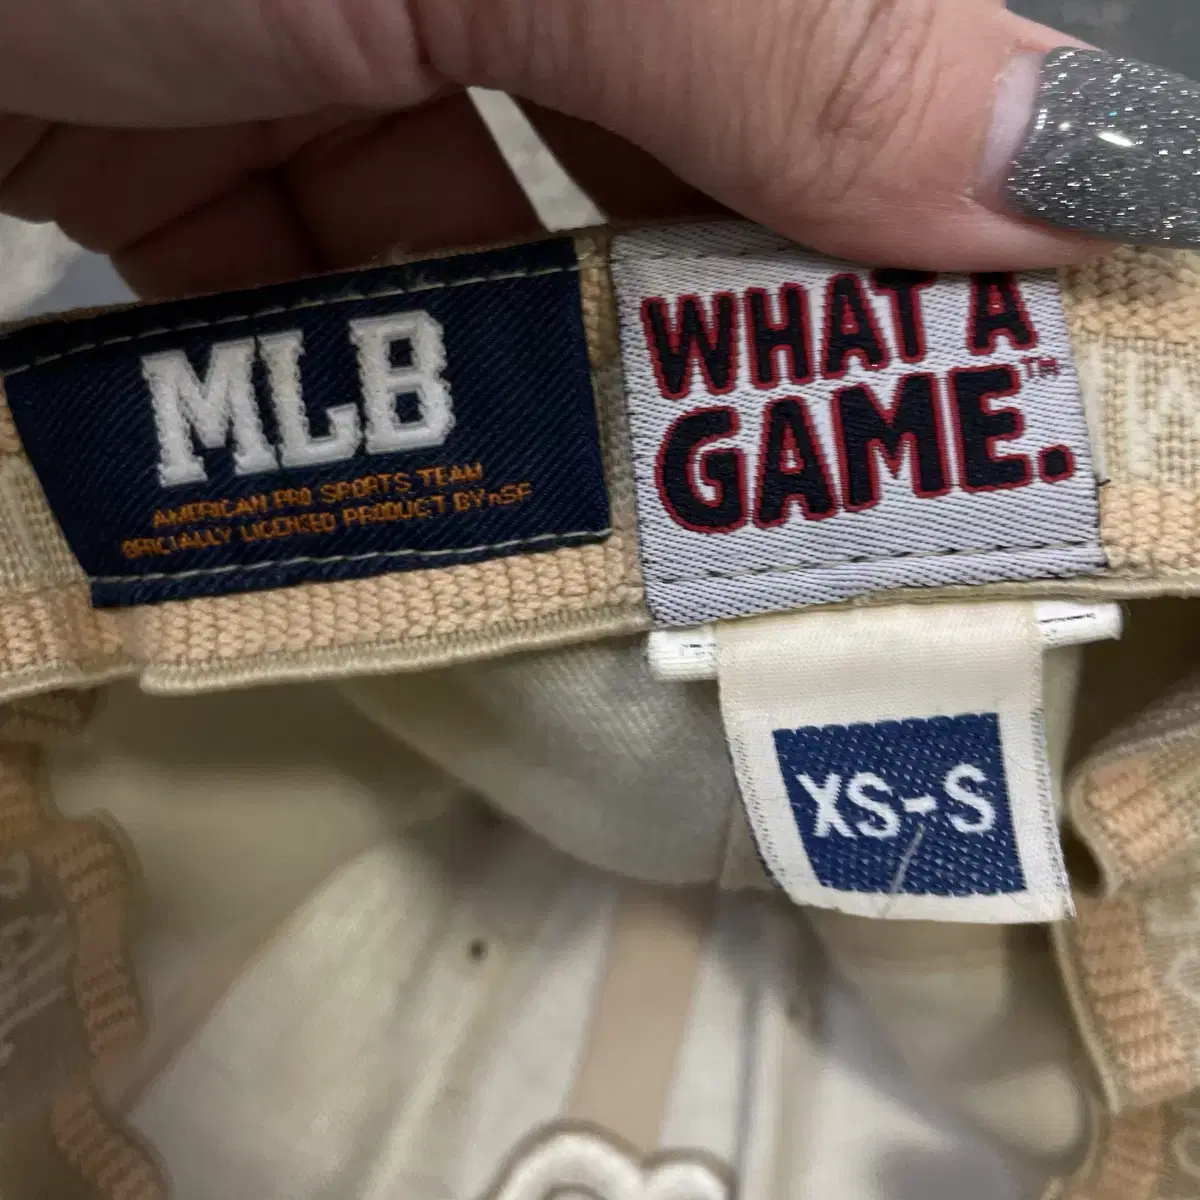 MLB
AMERICAN PRO SPORTS TEAM
OFFICIALLY LICENSED PRODUCT BY nSF
WHAT A
GAME.™
XS-S